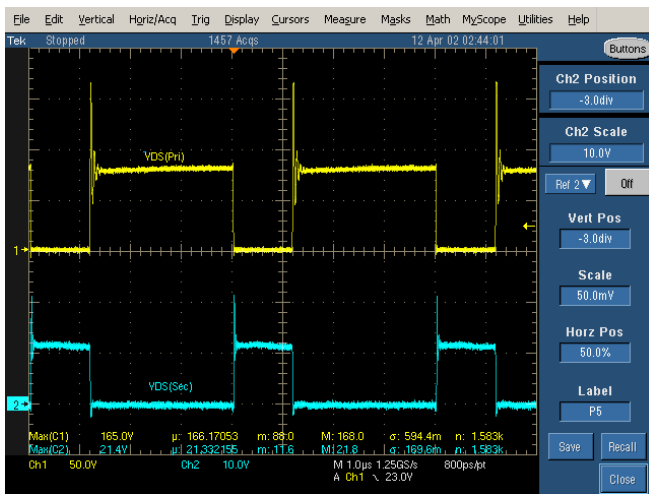 File Edit Vertical Horiz/Acq Trig Display Cursors Measure Masks Math MyScope Utilities Help
Tek Stopped 1457 Acqs 12 Apr 02 02:44:01
Buttons
Ch2 Position
-3.0div
Ch2 Scale
10.0V
Ref 2 Off
Vert Pos
-3.0div
Scale
50.0mV
Horz Pos
50.0%
Label
P5
Save Recall
Close
VDS(Pri)
1
VDS(Sec)
2
Max(C1) 165.0V µ: 166.17053 m: 88.0 M: 168.0 σ: 594.4m n: 1.583k
Max(C2) 21.4V µ: 21.332155 m: 11.6 M: 21.8 σ: 169.6m n: 1.583k
Ch1 50.0V Ch2 10.0V M 1.0µs 1.25GS/s 800ps/pt
A Ch1 23.0V